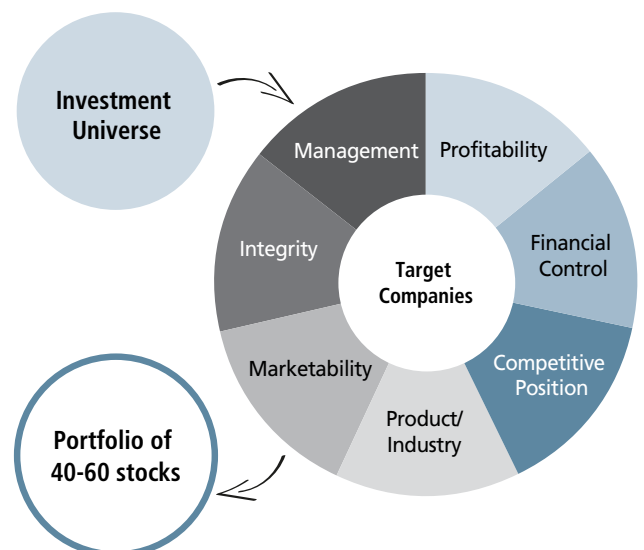 Investment
Universe
Management
Profitability
Integrity
Financial
Control
Target
Companies
Marketability
Competitive
Position
Product/
Industry
Portfolio of
40-60 stocks